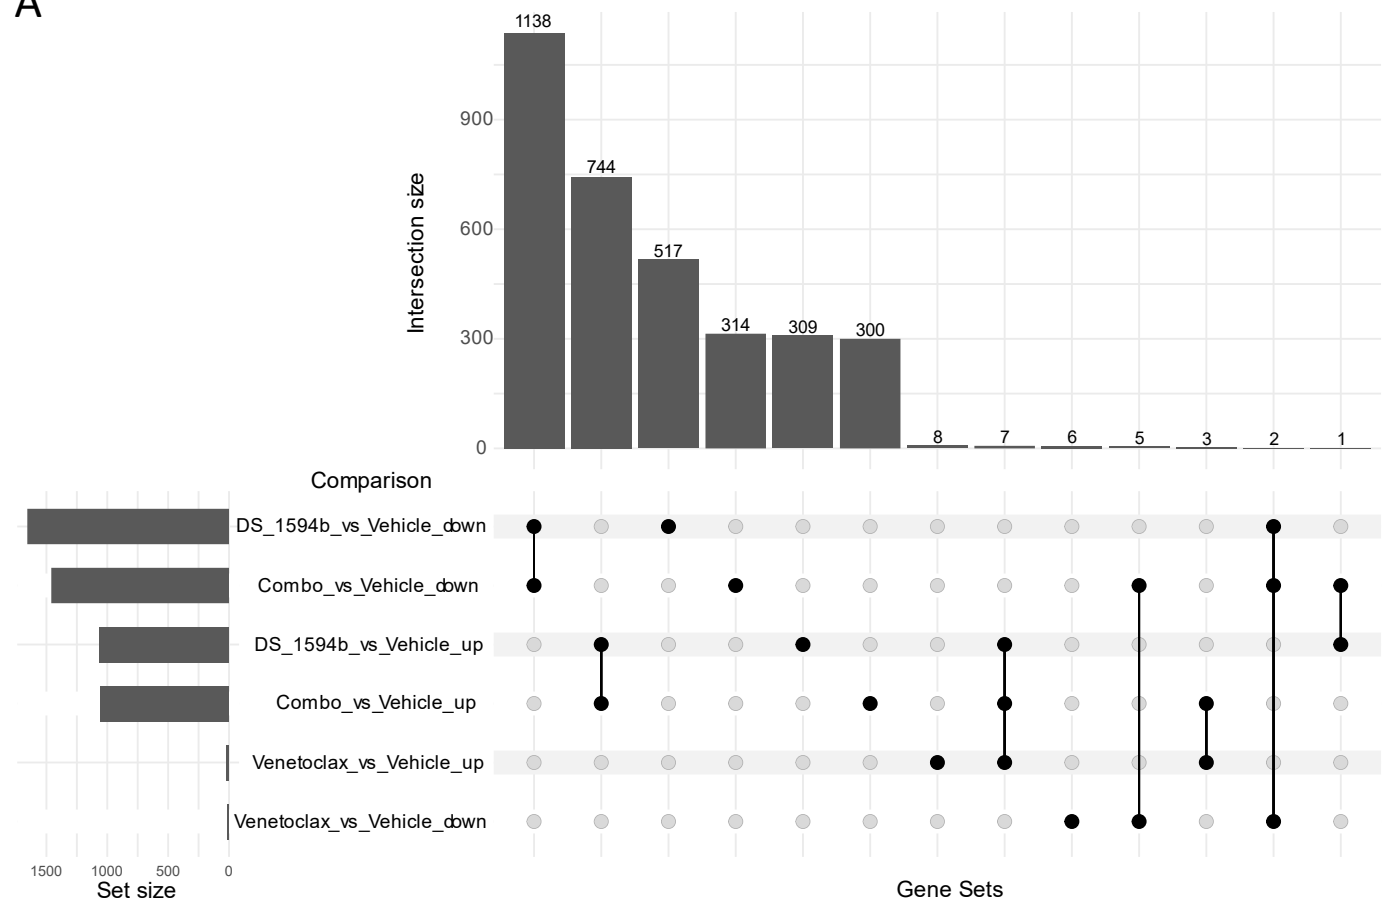 A
1138
744
517
314
309
300
8
7
6
5
3
2
1
900
600
300
0
Intersection size
Comparison
DS_1594b_vs_Vehicle_down
Combo_vs_Vehicle_down
DS_1594b_vs_Vehicle_up
Combo_vs_Vehicle_up
Venetoclax_vs_Vehicle_up
Venetoclax_vs_Vehicle_down
1500 1000 500 0
Set size
Gene Sets